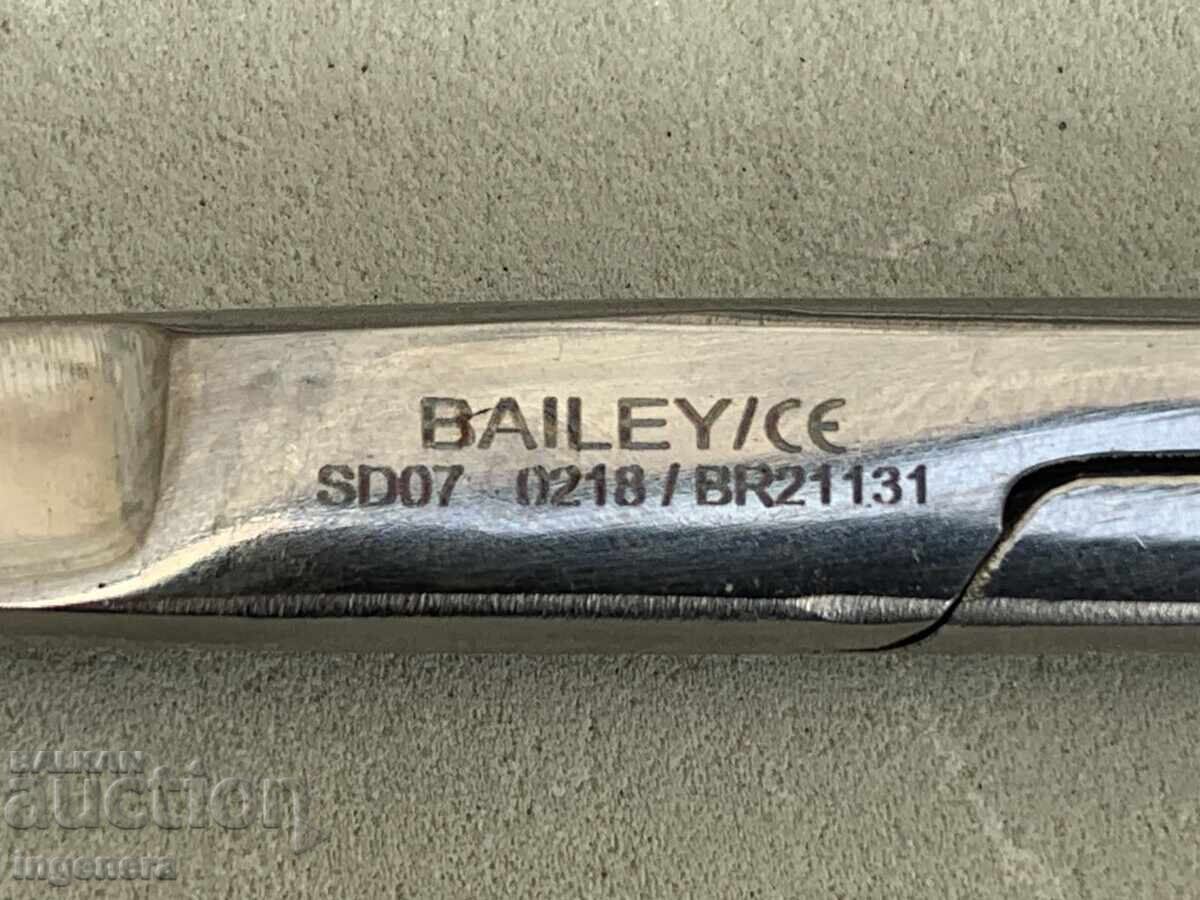 BAILEY/CE
SD07 0218/BR21131
BALKAN
auction
ingenera